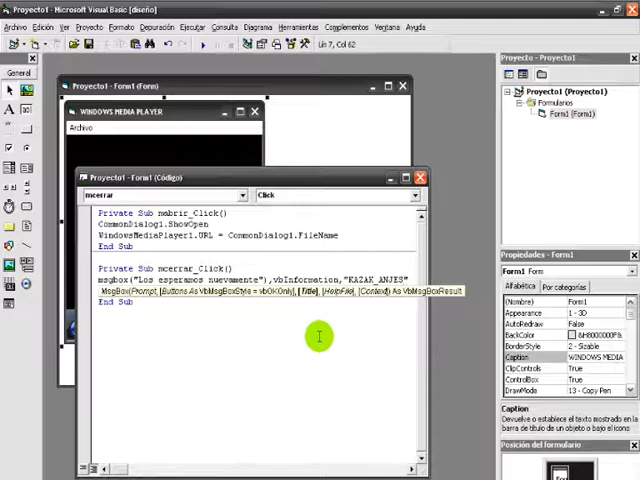 Proyecto1 - Microsoft Visual Basic [diseño]
Archivo Edición Ver Proyecto Formato Depuración Ejecutar Consulta Diagrama Herramientas Complementos Ventana Ayuda
Lín 7, Col 62
General
Proyecto1 - Form1 (Form)
WINDOWS MEDIA PLAYER
Archivo
Proyecto1 - Form1 (Código)
mcerrar
Click
Private Sub mabrir_Click()
CommonDialog1.ShowOpen
WindowsMediaPlayer1.URL = CommonDialog1.FileName
End Sub
Private Sub mcerrar_Click()
msgbox("Los esperamos nuevamente"),vbInformation,"KAZAK_ANJES"
MsgBox(Prompt, [Buttons As VbMsgBoxStyle = vbOKOnly], [Title], [HelpFile], [Context]) As VbMsgBoxResult
End Sub
Proyecto - Proyecto1
Proyecto1 (Proyecto1)
Formularios
Form1 (Form1)
Propiedades - Form1
Form1 Form
Alfabética
Por categorías
(Name) Form1
Appearance 1 - 3D
AutoRedraw False
BackColor &H8000000F&
BorderStyle 2 - Sizable
Caption WINDOWS MEDIA
ClipControls True
ControlBox True
DrawMode 13 - Copy Pen
Caption
Devuelve o establece el texto mostrado en la
barra de título de un objeto o bajo el icono
Posición del formulario